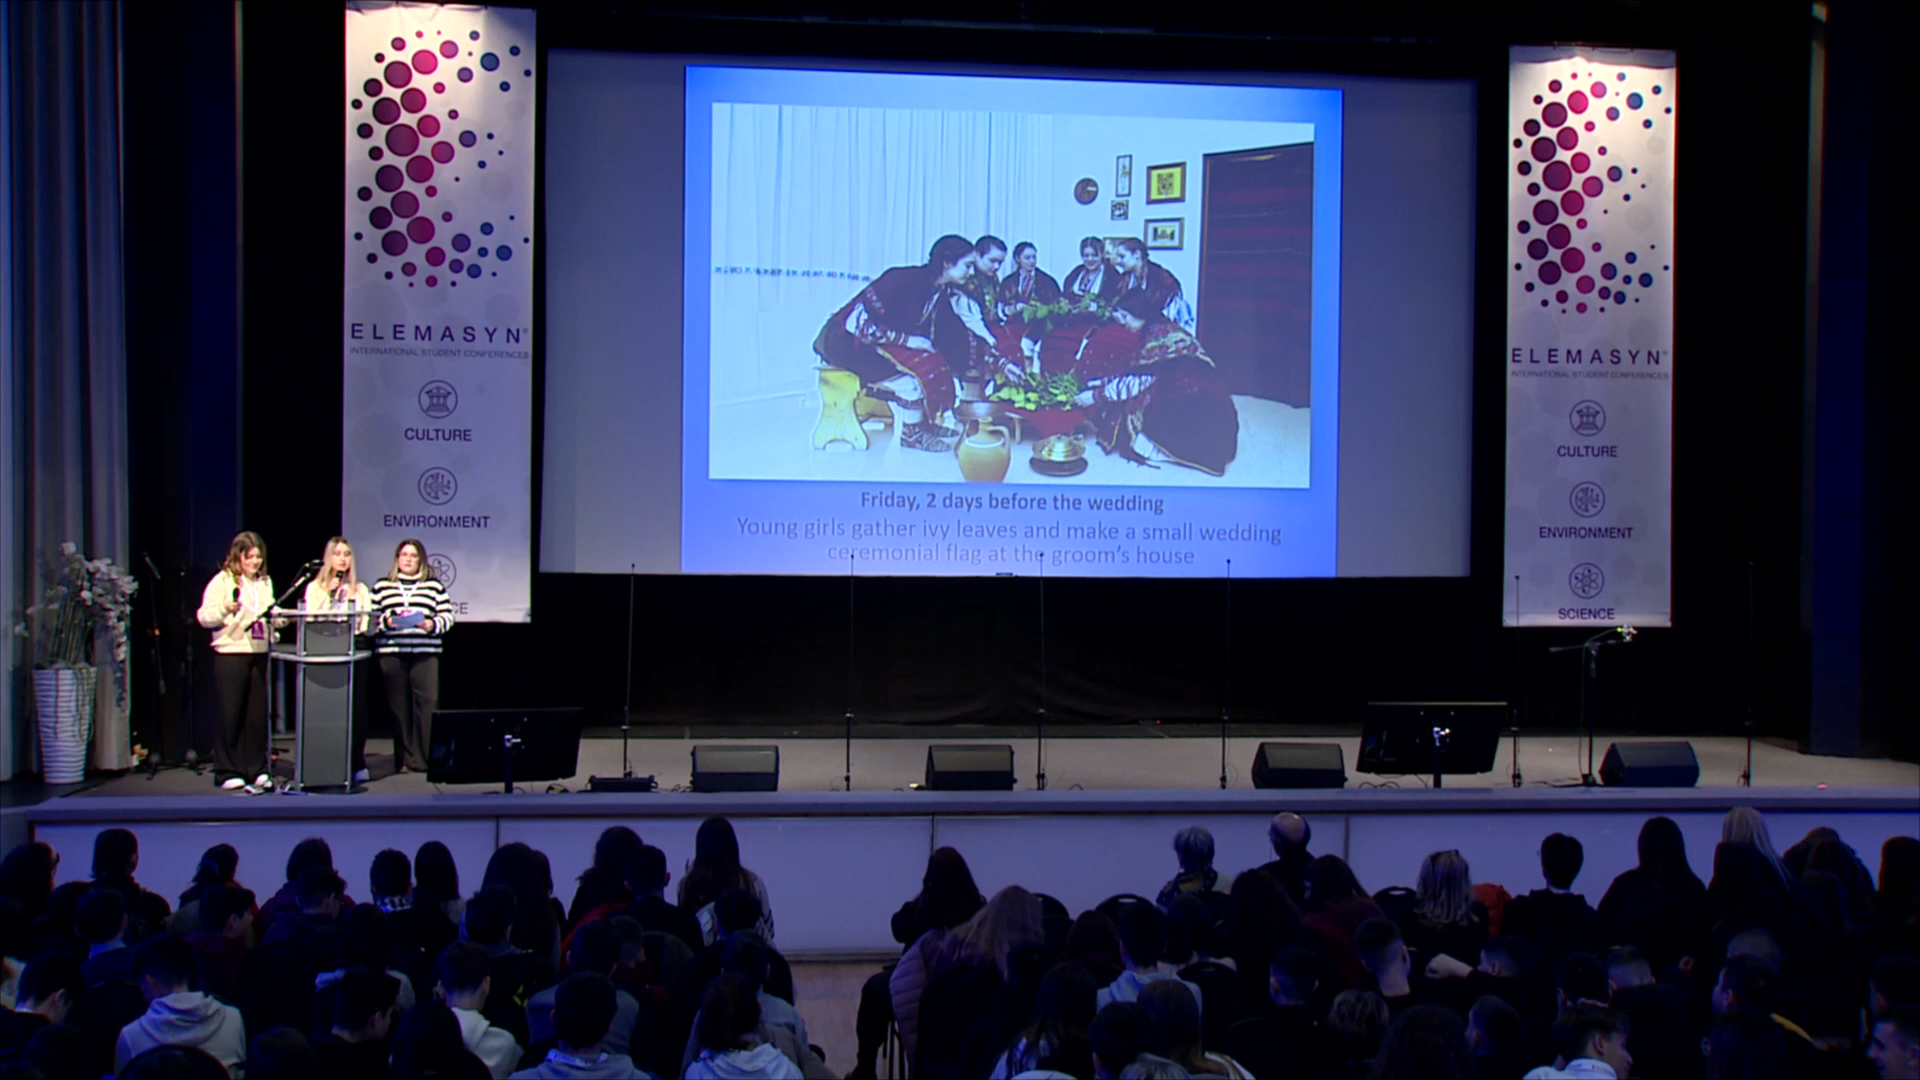 ELEMASYN®
INTERNATIONAL STUDENT CONFERENCES
CULTURE
ENVIRONMENT
CE
Friday, 2 days before the wedding
Young girls gather ivy leaves and make a small wedding
ceremonial flag at the groom's house
ELEMASYN®
INTERNATIONAL STUDENT CONFERENCES
CULTURE
ENVIRONMENT
SCIENCE